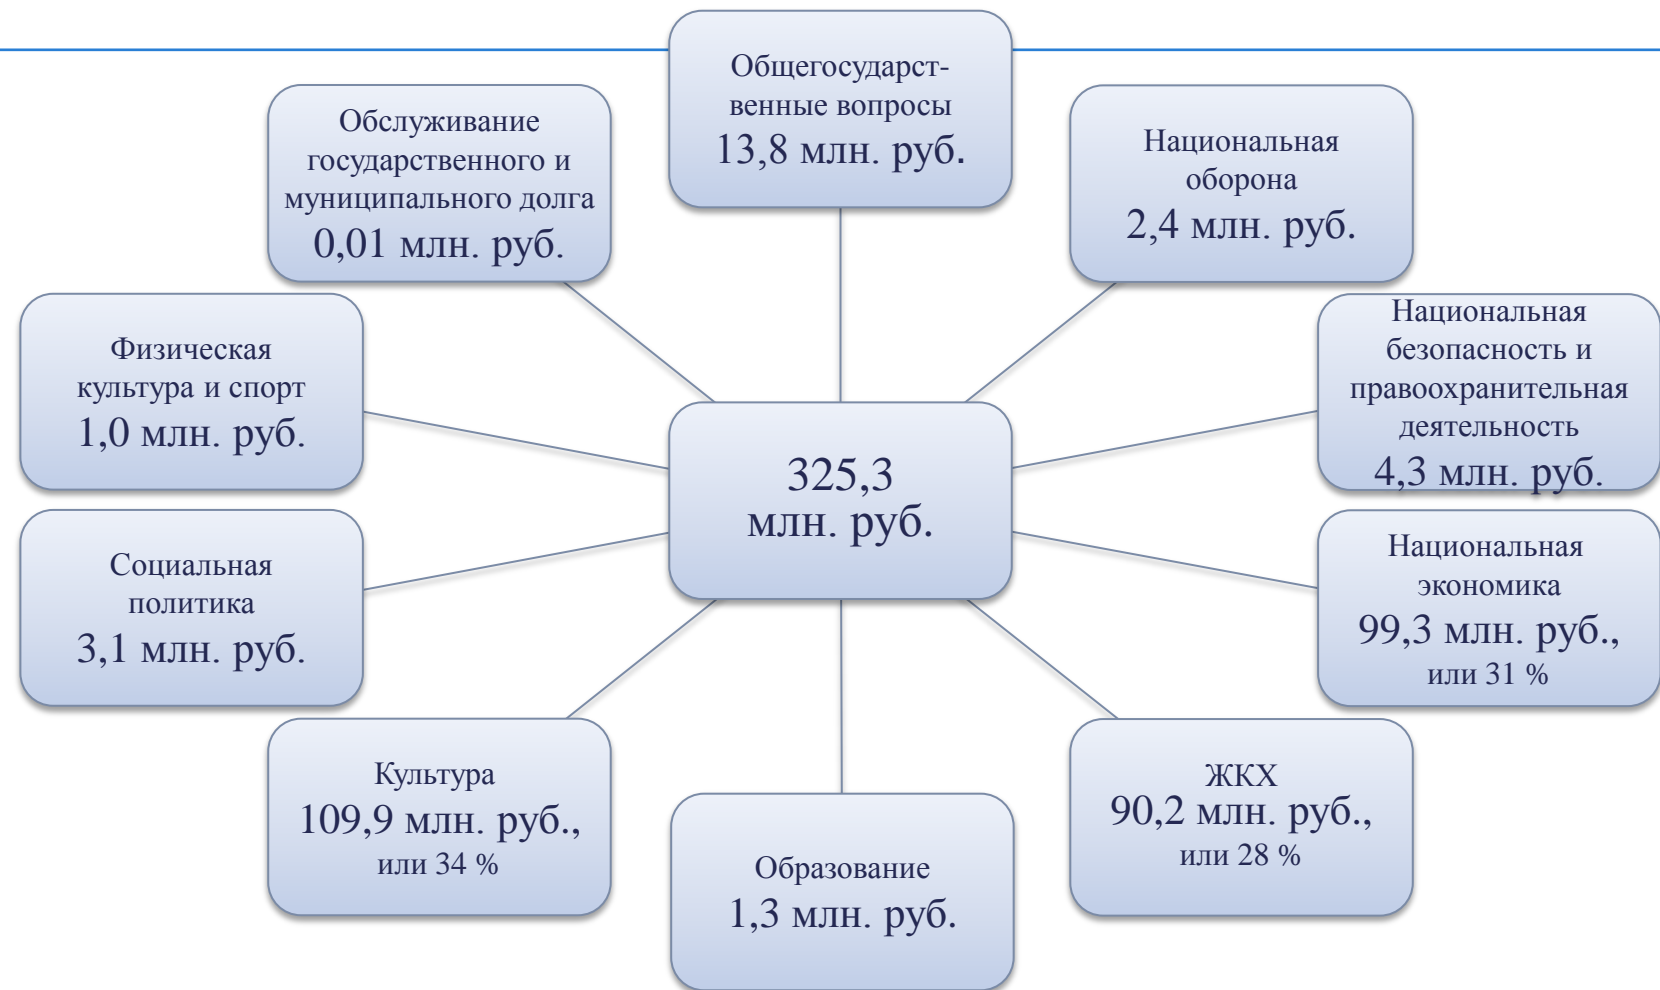 Общегосударст-
венные вопросы
13,8 млн. руб.
Национальная
оборона
2,4 млн. руб.
Национальная
безопасность и
правоохранительная
деятельность
4,3 млн. руб.
Национальная
экономика
99,3 млн. руб.,
или 31 %
ЖКХ
90,2 млн. руб.,
или 28 %
Образование
1,3 млн. руб.
Культура
109,9 млн. руб.,
или 34 %
Социальная
политика
3,1 млн. руб.
Физическая
культура и спорт
1,0 млн. руб.
Обслуживание
государственного и
муниципального долга
0,01 млн. руб.
325,3
млн. руб.